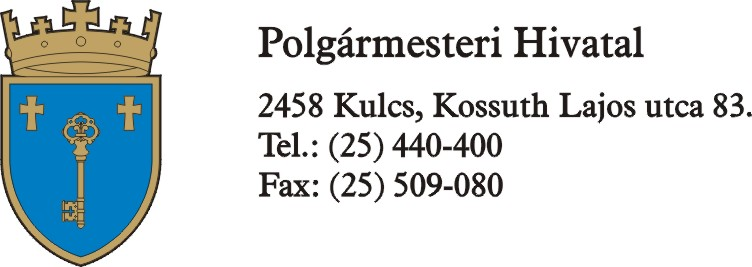 Polgármesteri Hivatal
2458 Kulcs, Kossuth Lajos utca 83.
Tel.: (25) 440-400
Fax: (25) 509-080